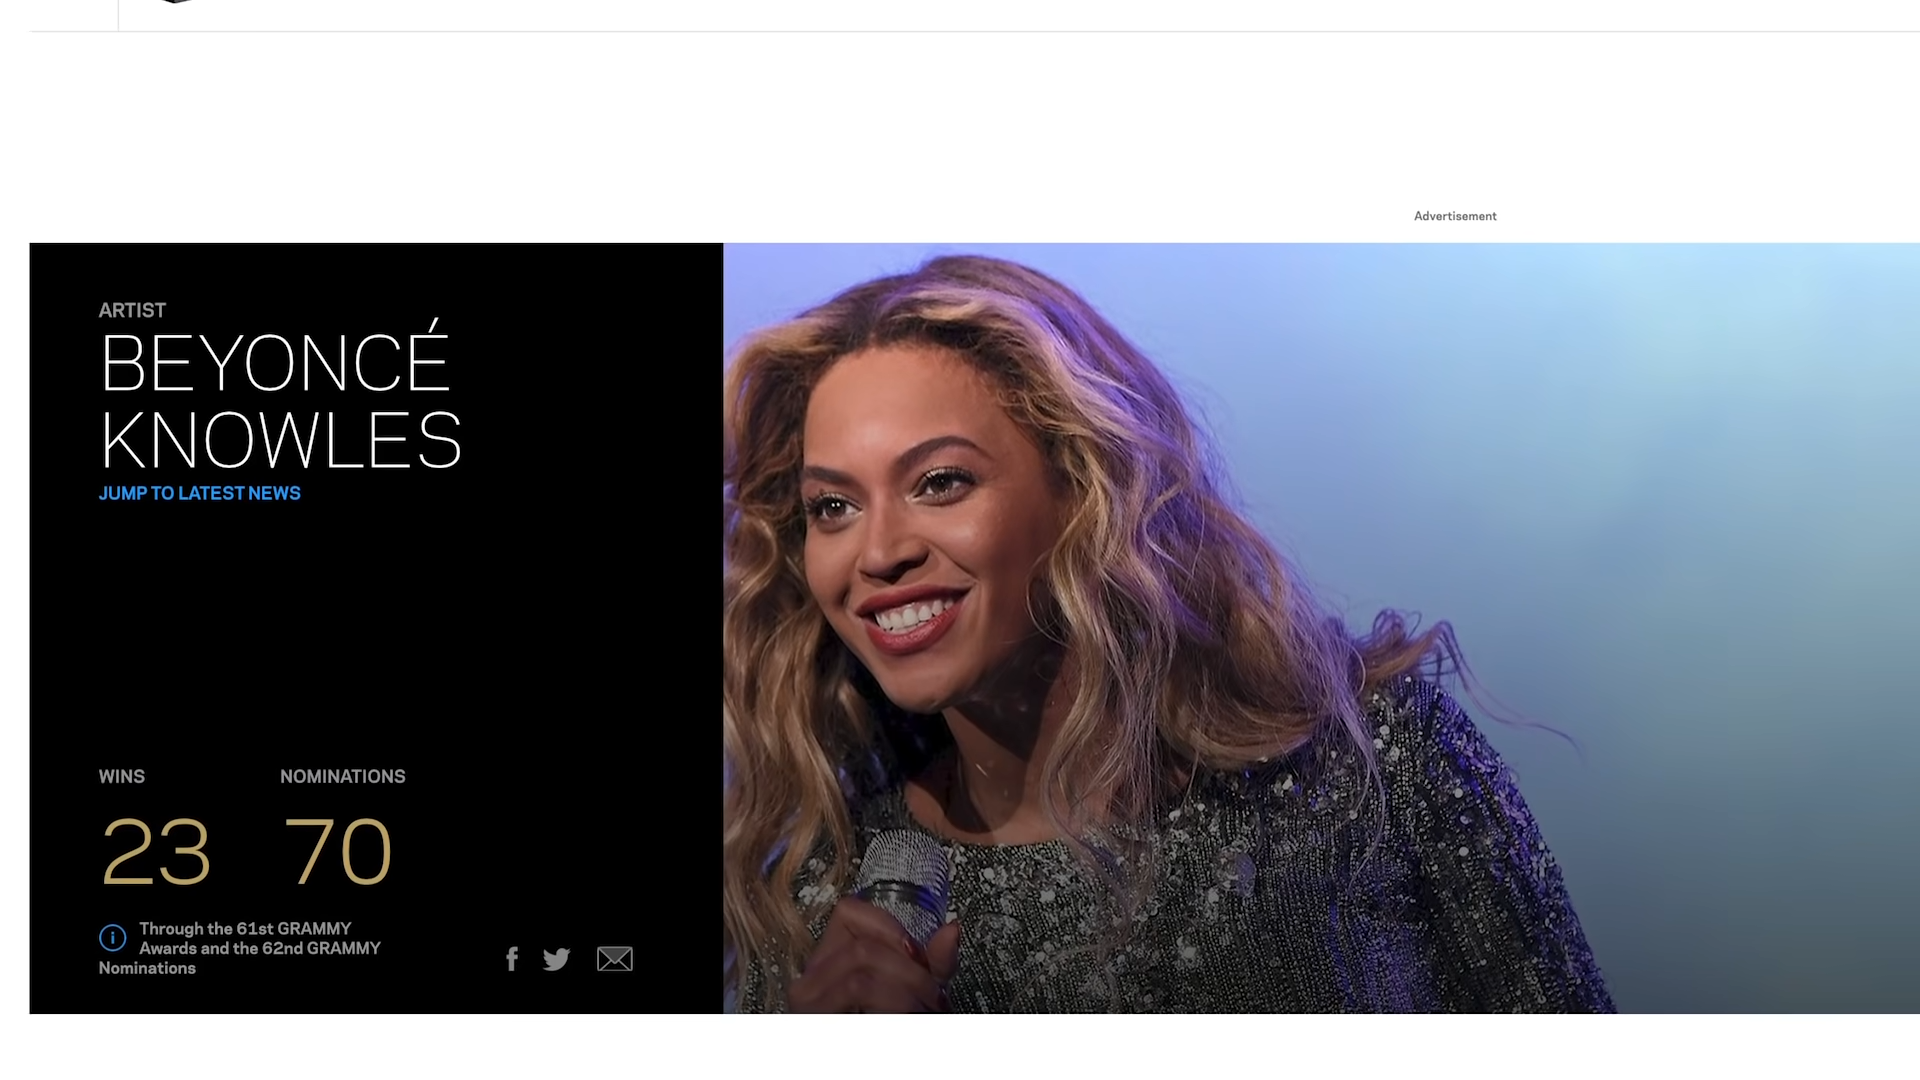 Advertisement
ARTIST
BEYONCÉ
KNOWLES
JUMP TO LATEST NEWS
WINS
NOMINATIONS
23
70
Through the 61st GRAMMY
Awards and the 62nd GRAMMY
Nominations